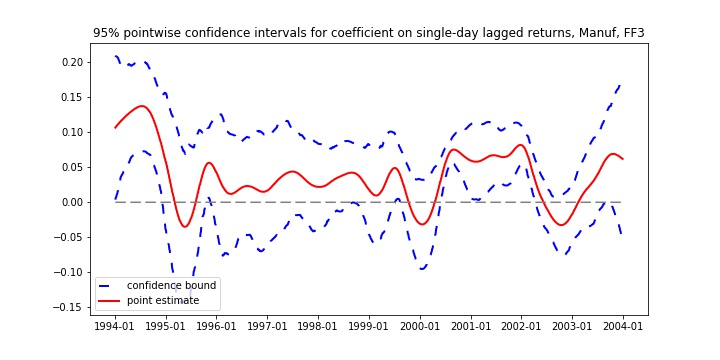 95% pointwise confidence intervals for coefficient on single-day lagged returns, Manuf, FF3
0.20
0.15
0.10
0.05
0.00
−0.05
−0.10
−0.15
confidence bound
point estimate
1994-01 1995-01 1996-01 1997-01 1998-01 1999-01 2000-01 2001-01 2002-01 2003-01 2004-01